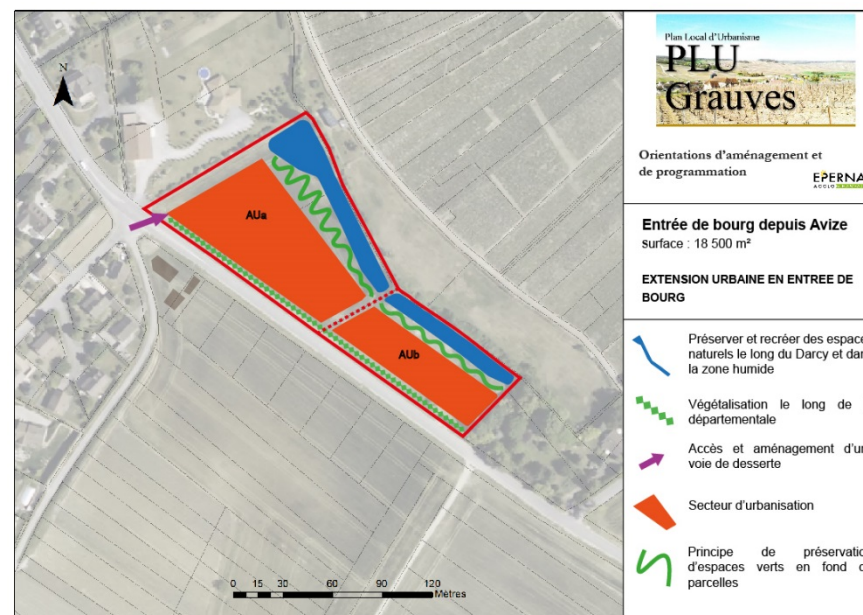 N
AUa
AUb
0 15 30 60 90 120
Mètres
Plan Local d'Urbanisme
PLU
Grauves
Orientations d'aménagement et
de programmation
EPERNA
AGGLO
Entrée de bourg depuis Avize
surface : 18 500 m²
EXTENSION URBAINE EN ENTREE DE
BOURG
Préserver et recréer des espace
naturels le long du Darcy et dan
la zone humide
Végétalisation le long de
départementale
Accès et aménagement d'un
voie de desserte
Secteur d'urbanisation
Principe de préservatio
d'espaces verts en fond d
parcelles